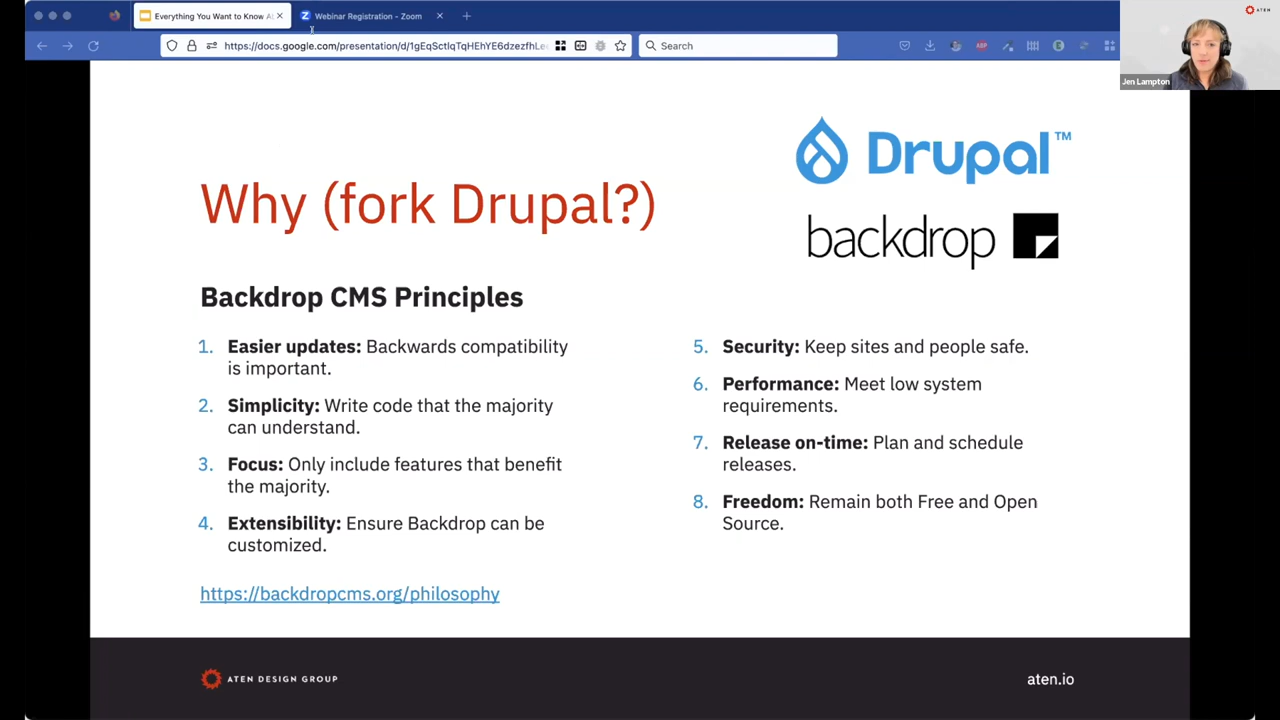 Everything You Want to Know A
Webinar Registration - Zoom
https://docs.google.com/presentation/d/1gEqSctlqTqHEhYE6dzezfhLe
Search
ABP
ATEN
Jen Lampton
Drupal™
backdrop
Why (fork Drupal?)
Backdrop CMS Principles
1. Easier updates: Backwards compatibility
is important.
2. Simplicity: Write code that the majority
can understand.
3. Focus: Only include features that benefit
the majority.
4. Extensibility: Ensure Backdrop can be
customized.
https://backdropcms.org/philosophy
5. Security: Keep sites and people safe.
6. Performance: Meet low system
requirements.
7. Release on-time: Plan and schedule
releases.
8. Freedom: Remain both Free and Open
Source.
ATEN DESIGN GROUP
aten.io